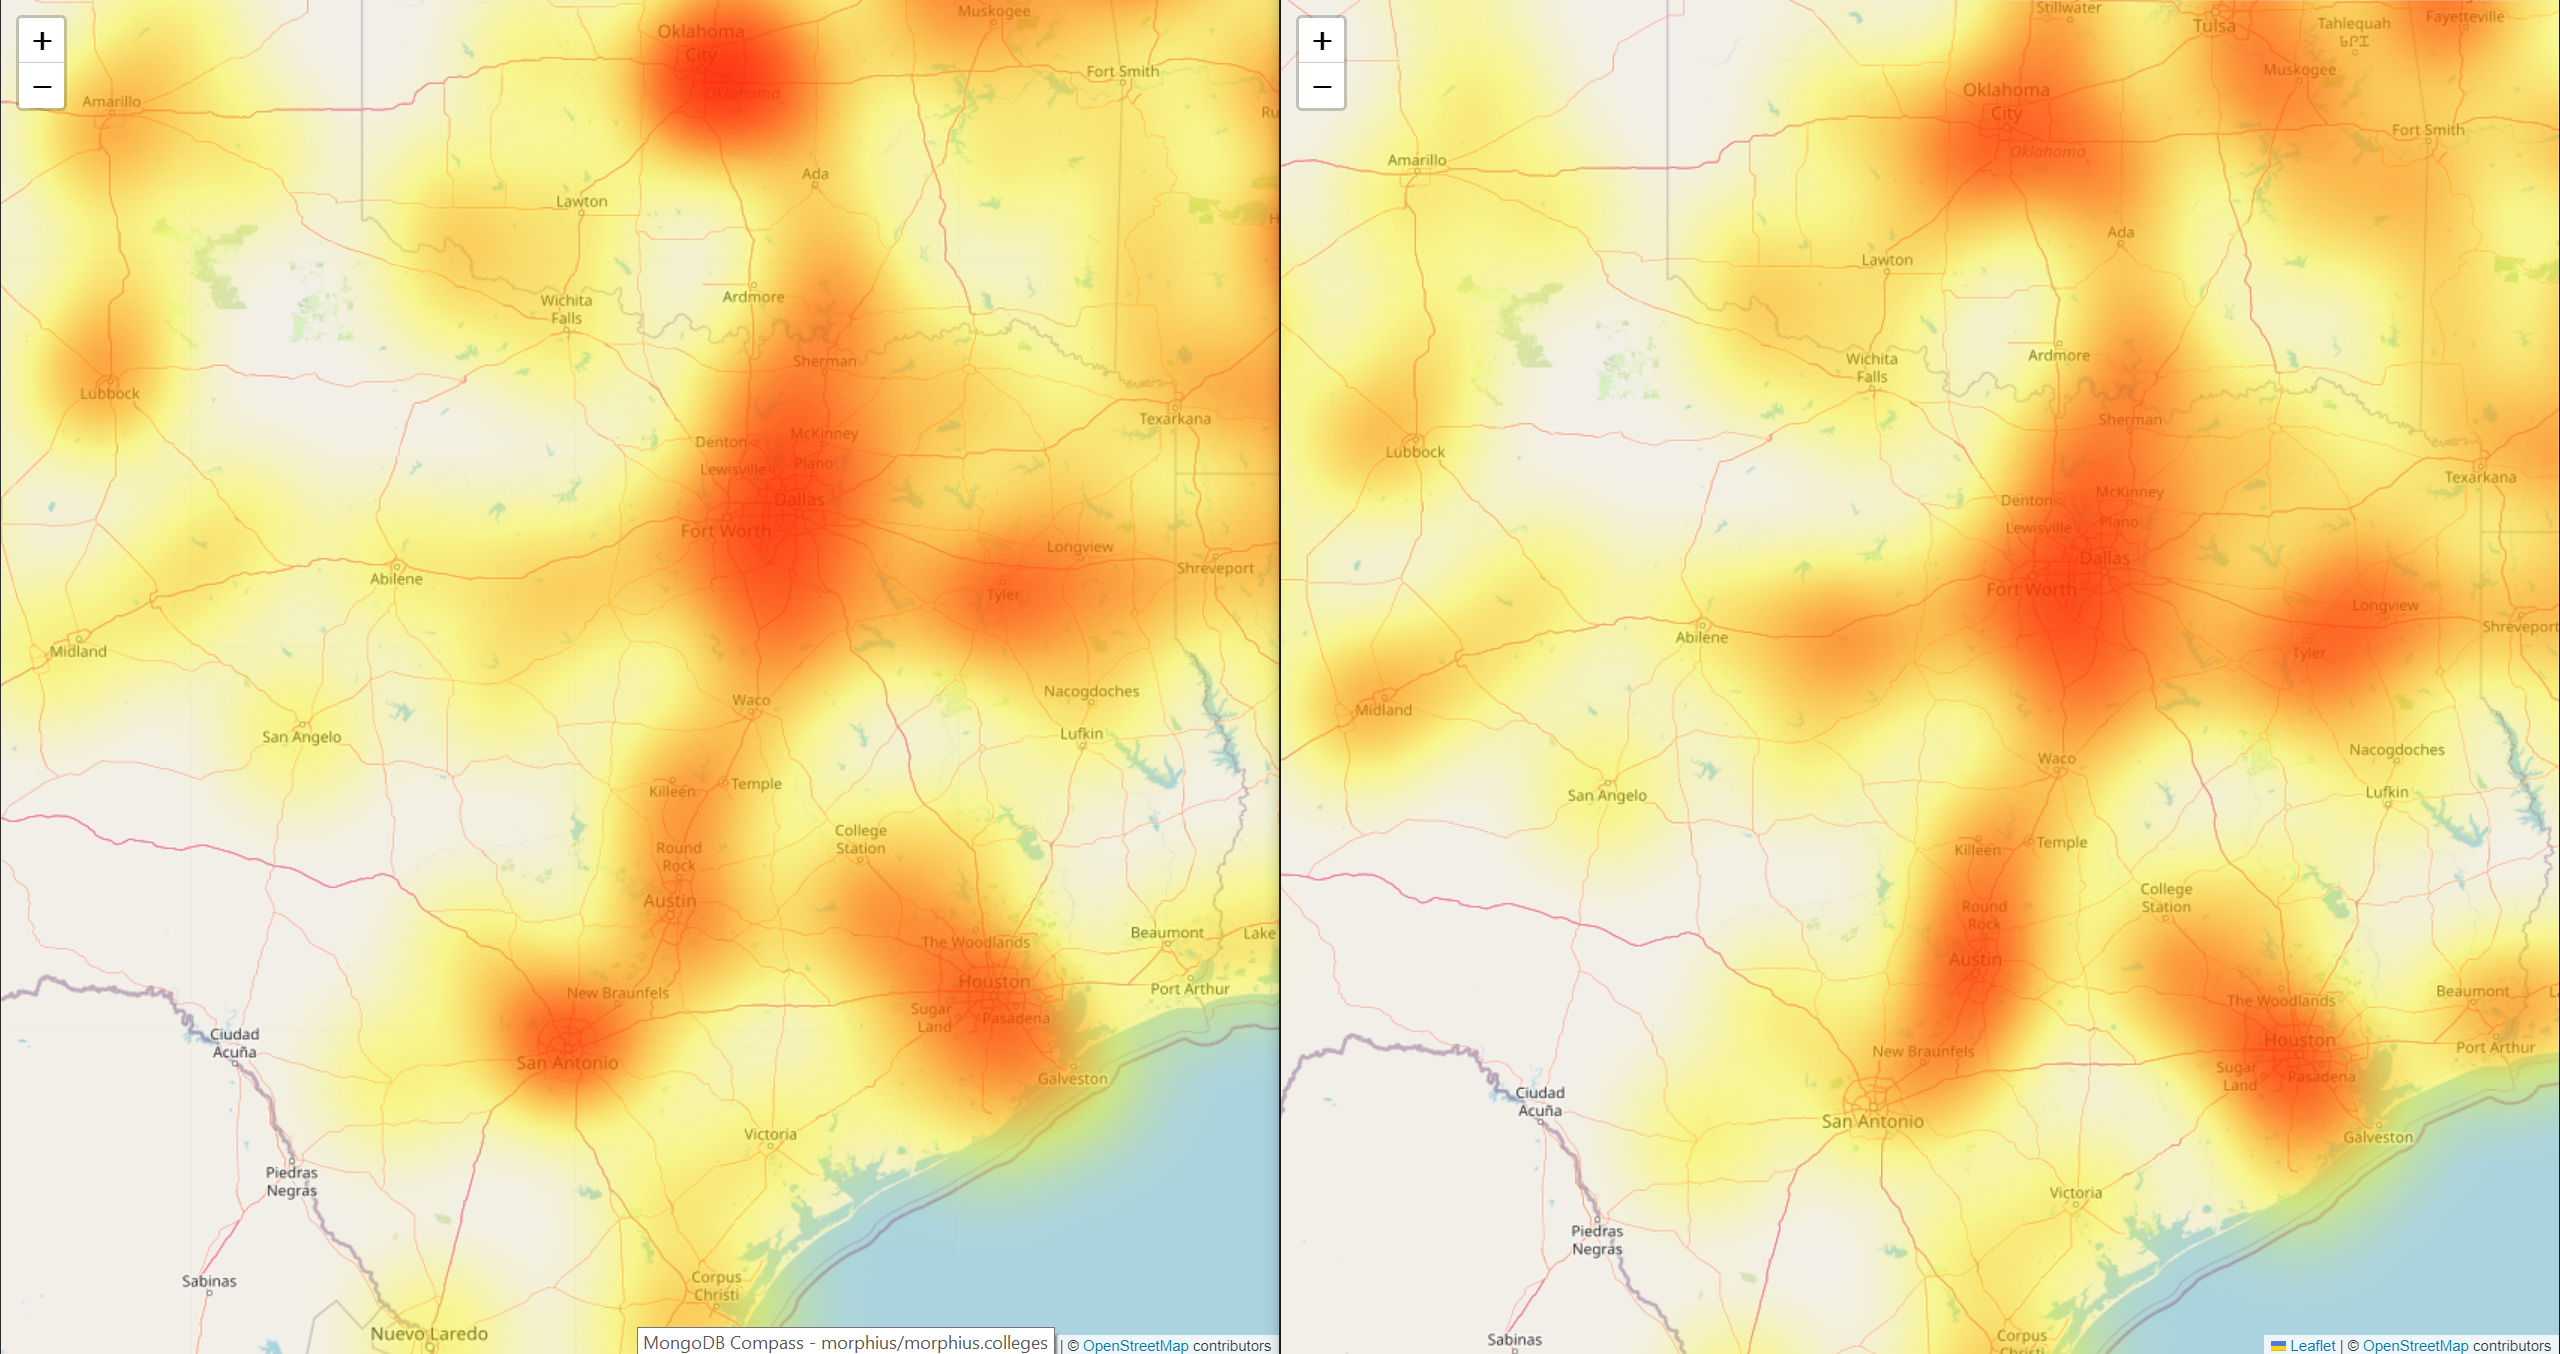 +
−
Oklahoma
City
Oklahoma
Muskogee
Fort Smith
Amarillo
Ada
Lawton
Wichita
Falls
Ardmore
Sherman
Lubbock
Texarkana
Denton
McKinney
Lewisville
Plano
Dallas
Fort Worth
Longview
Tyler
Shreveport
Abilene
Midland
San Angelo
Waco
Nacogdoches
Lufkin
Killeen
Temple
College
Station
Round
Rock
Austin
The Woodlands
Beaumont
Lake
Houston
Sugar
Land
Pasadena
Port Arthur
New Braunfels
San Antonio
Galveston
Ciudad
Acuña
Victoria
Piedras
Negras
Sabinas
Corpus
Christi
Nuevo Laredo
MongoDB Compass - morphius/morphius.colleges
| © OpenStreetMap contributors
+
−
Stillwater
Tulsa
Tahlequah
ᏓᎵᏆ
Fayetteville
Muskogee
Oklahoma
City
Oklahoma
Fort Smith
Amarillo
Ada
Lawton
Wichita
Falls
Ardmore
Sherman
Lubbock
Texarkana
Denton
McKinney
Lewisville
Plano
Dallas
Fort Worth
Longview
Tyler
Shreveport
Abilene
Midland
San Angelo
Waco
Nacogdoches
Lufkin
Killeen
Temple
College
Station
Round
Rock
Austin
The Woodlands
Beaumont
Houston
Sugar
Land
Pasadena
Port Arthur
New Braunfels
San Antonio
Galveston
Ciudad
Acuña
Victoria
Piedras
Negras
Sabinas
Corpus
Christi
Leaflet | © OpenStreetMap contributors